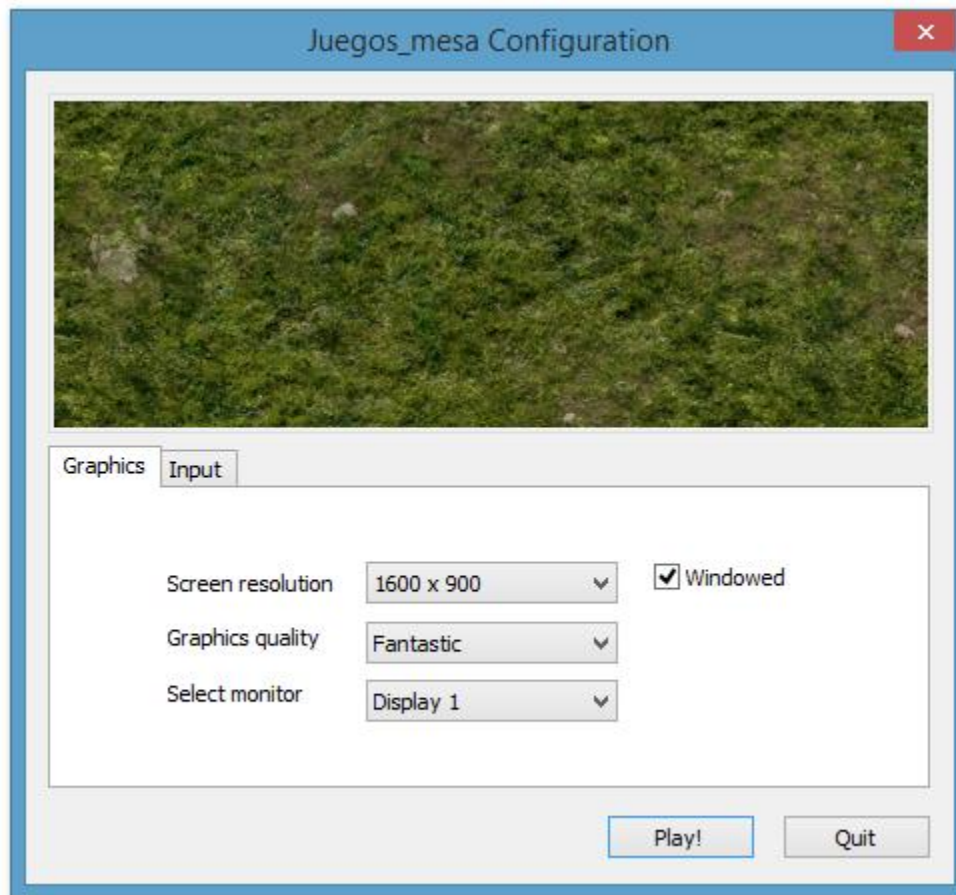 Juegos_mesa Configuration
Graphics
Input
Screen resolution
1600 x 900
Windowed
Graphics quality
Fantastic
Select monitor
Display 1
Play!
Quit